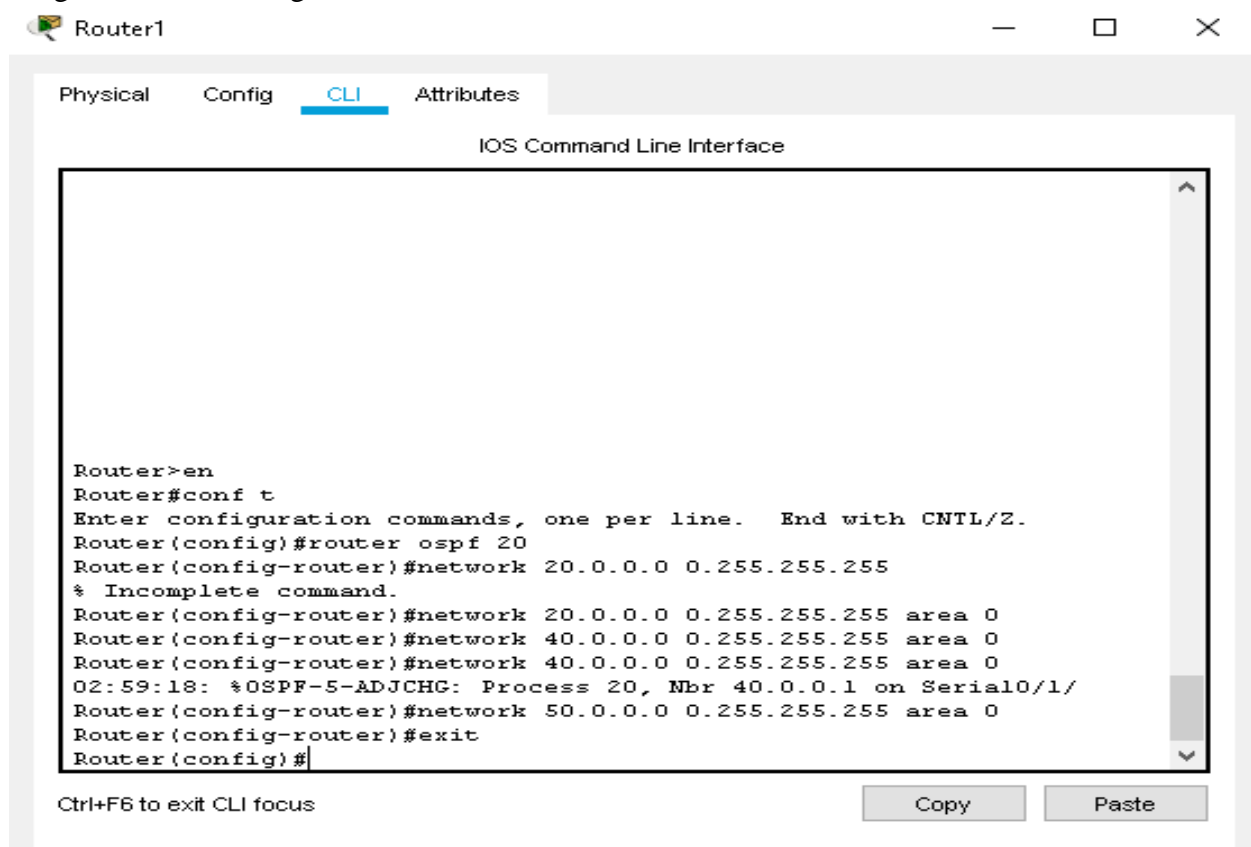 Router1
Physical Config CLI Attributes
IOS Command Line Interface
Router>en
Router#conf t
Enter configuration commands, one per line.  End with CNTL/Z.
Router(config)#router ospf 20
Router(config-router)#network 20.0.0.0 0.255.255.255
% Incomplete command.
Router(config-router)#network 20.0.0.0 0.255.255.255 area 0
Router(config-router)#network 40.0.0.0 0.255.255.255 area 0
Router(config-router)#network 40.0.0.0 0.255.255.255 area 0
02:59:18: %OSPF-5-ADJCHG: Process 20, Nbr 40.0.0.1 on Serial0/1/
Router(config-router)#network 50.0.0.0 0.255.255.255 area 0
Router(config-router)#exit
Router(config)#
Ctrl+F6 to exit CLI focus Copy Paste